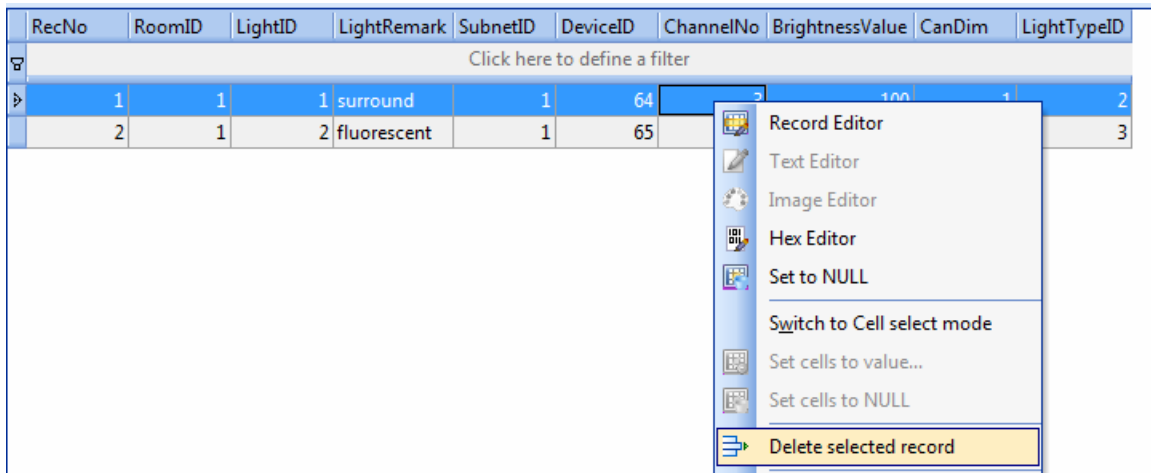 RecNo RoomID LightID LightRemark SubnetID DeviceID ChannelNo BrightnessValue CanDim LightTypeID
Click here to define a filter
1 1 1 surround 1 64 100 1 2
2 1 2 fluorescent 1 65 3
Record Editor
Text Editor
Image Editor
Hex Editor
Set to NULL
Switch to Cell select mode
Set cells to value...
Set cells to NULL
Delete selected record